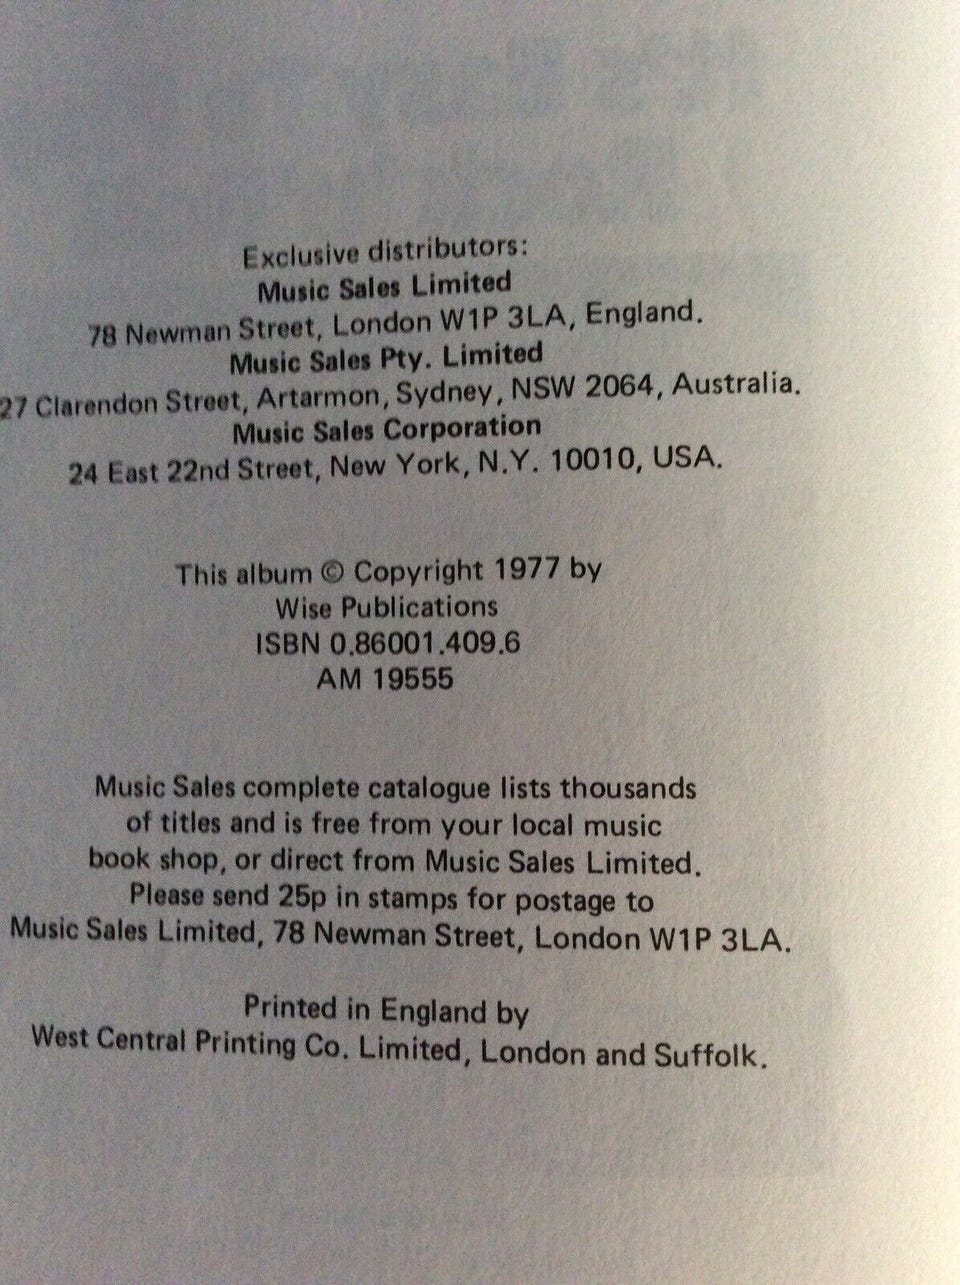 Exclusive distributors:
Music Sales Limited
78 Newman Street, London W1P 3LA, England.
Music Sales Pty. Limited
27 Clarendon Street, Artarmon, Sydney, NSW 2064, Australia.
Music Sales Corporation
24 East 22nd Street, New York, N.Y. 10010, USA.
This album © Copyright 1977 by
Wise Publications
ISBN 0.86001.409.6
AM 19555
Music Sales complete catalogue lists thousands
of titles and is free from your local music
book shop, or direct from Music Sales Limited.
Please send 25p in stamps for postage to
Music Sales Limited, 78 Newman Street, London W1P 3LA.
Printed in England by
West Central Printing Co. Limited, London and Suffolk.